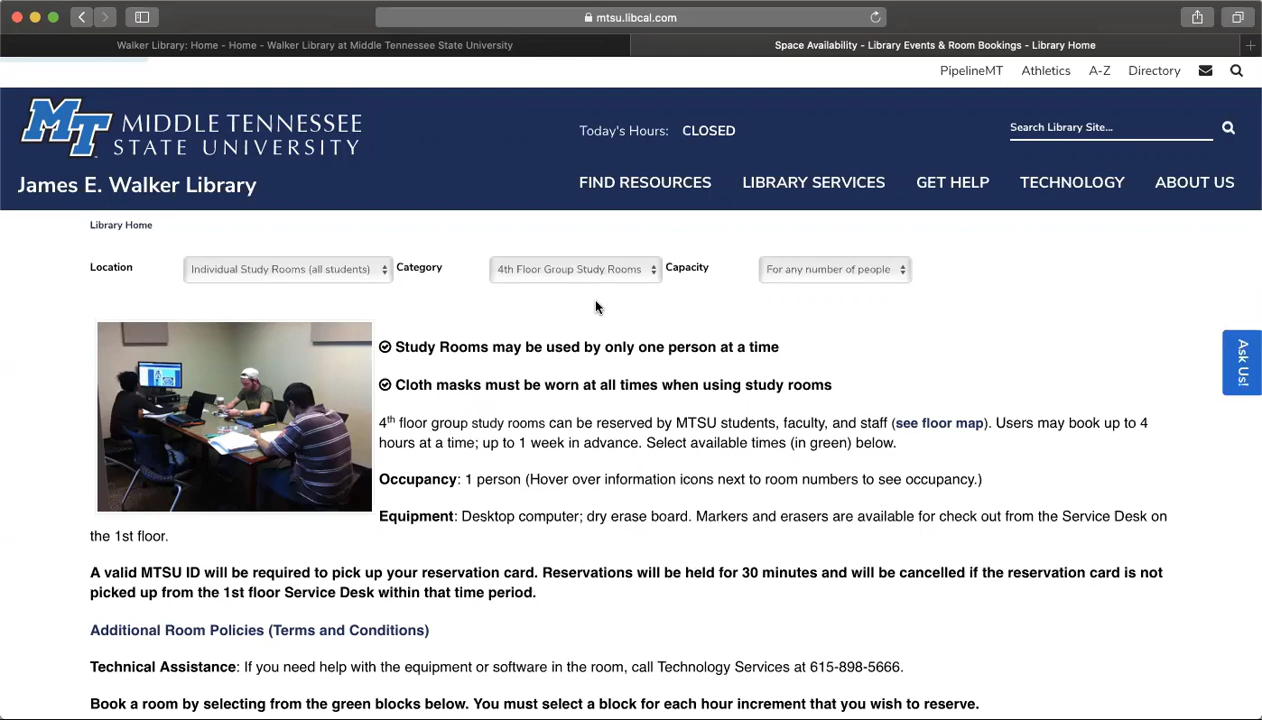 mtsu.libcal.com
Walker Library: Home - Home - Walker Library at Middle Tennessee State University
Space Availability - Library Events & Room Bookings - Library Home
PipelineMT Athletics A-Z Directory
MT MIDDLE TENNESSEE
STATE UNIVERSITY
Today's Hours: CLOSED
Search Library Site...
James E. Walker Library
FIND RESOURCES LIBRARY SERVICES GET HELP TECHNOLOGY ABOUT US
Library Home
Location Individual Study Rooms (all students) Category 4th Floor Group Study Rooms Capacity For any number of people
Study Rooms may be used by only one person at a time
Cloth masks must be worn at all times when using study rooms
4th floor group study rooms can be reserved by MTSU students, faculty, and staff (see floor map). Users may book up to 4
hours at a time; up to 1 week in advance. Select available times (in green) below.
Occupancy: 1 person (Hover over information icons next to room numbers to see occupancy.)
Equipment: Desktop computer; dry erase board. Markers and erasers are available for check out from the Service Desk on
the 1st floor.
A valid MTSU ID will be required to pick up your reservation card. Reservations will be held for 30 minutes and will be cancelled if the reservation card is not
picked up from the 1st floor Service Desk within that time period.
Additional Room Policies (Terms and Conditions)
Technical Assistance: If you need help with the equipment or software in the room, call Technology Services at 615-898-5666.
Book a room by selecting from the green blocks below. You must select a block for each hour increment that you wish to reserve.
Ask Us!